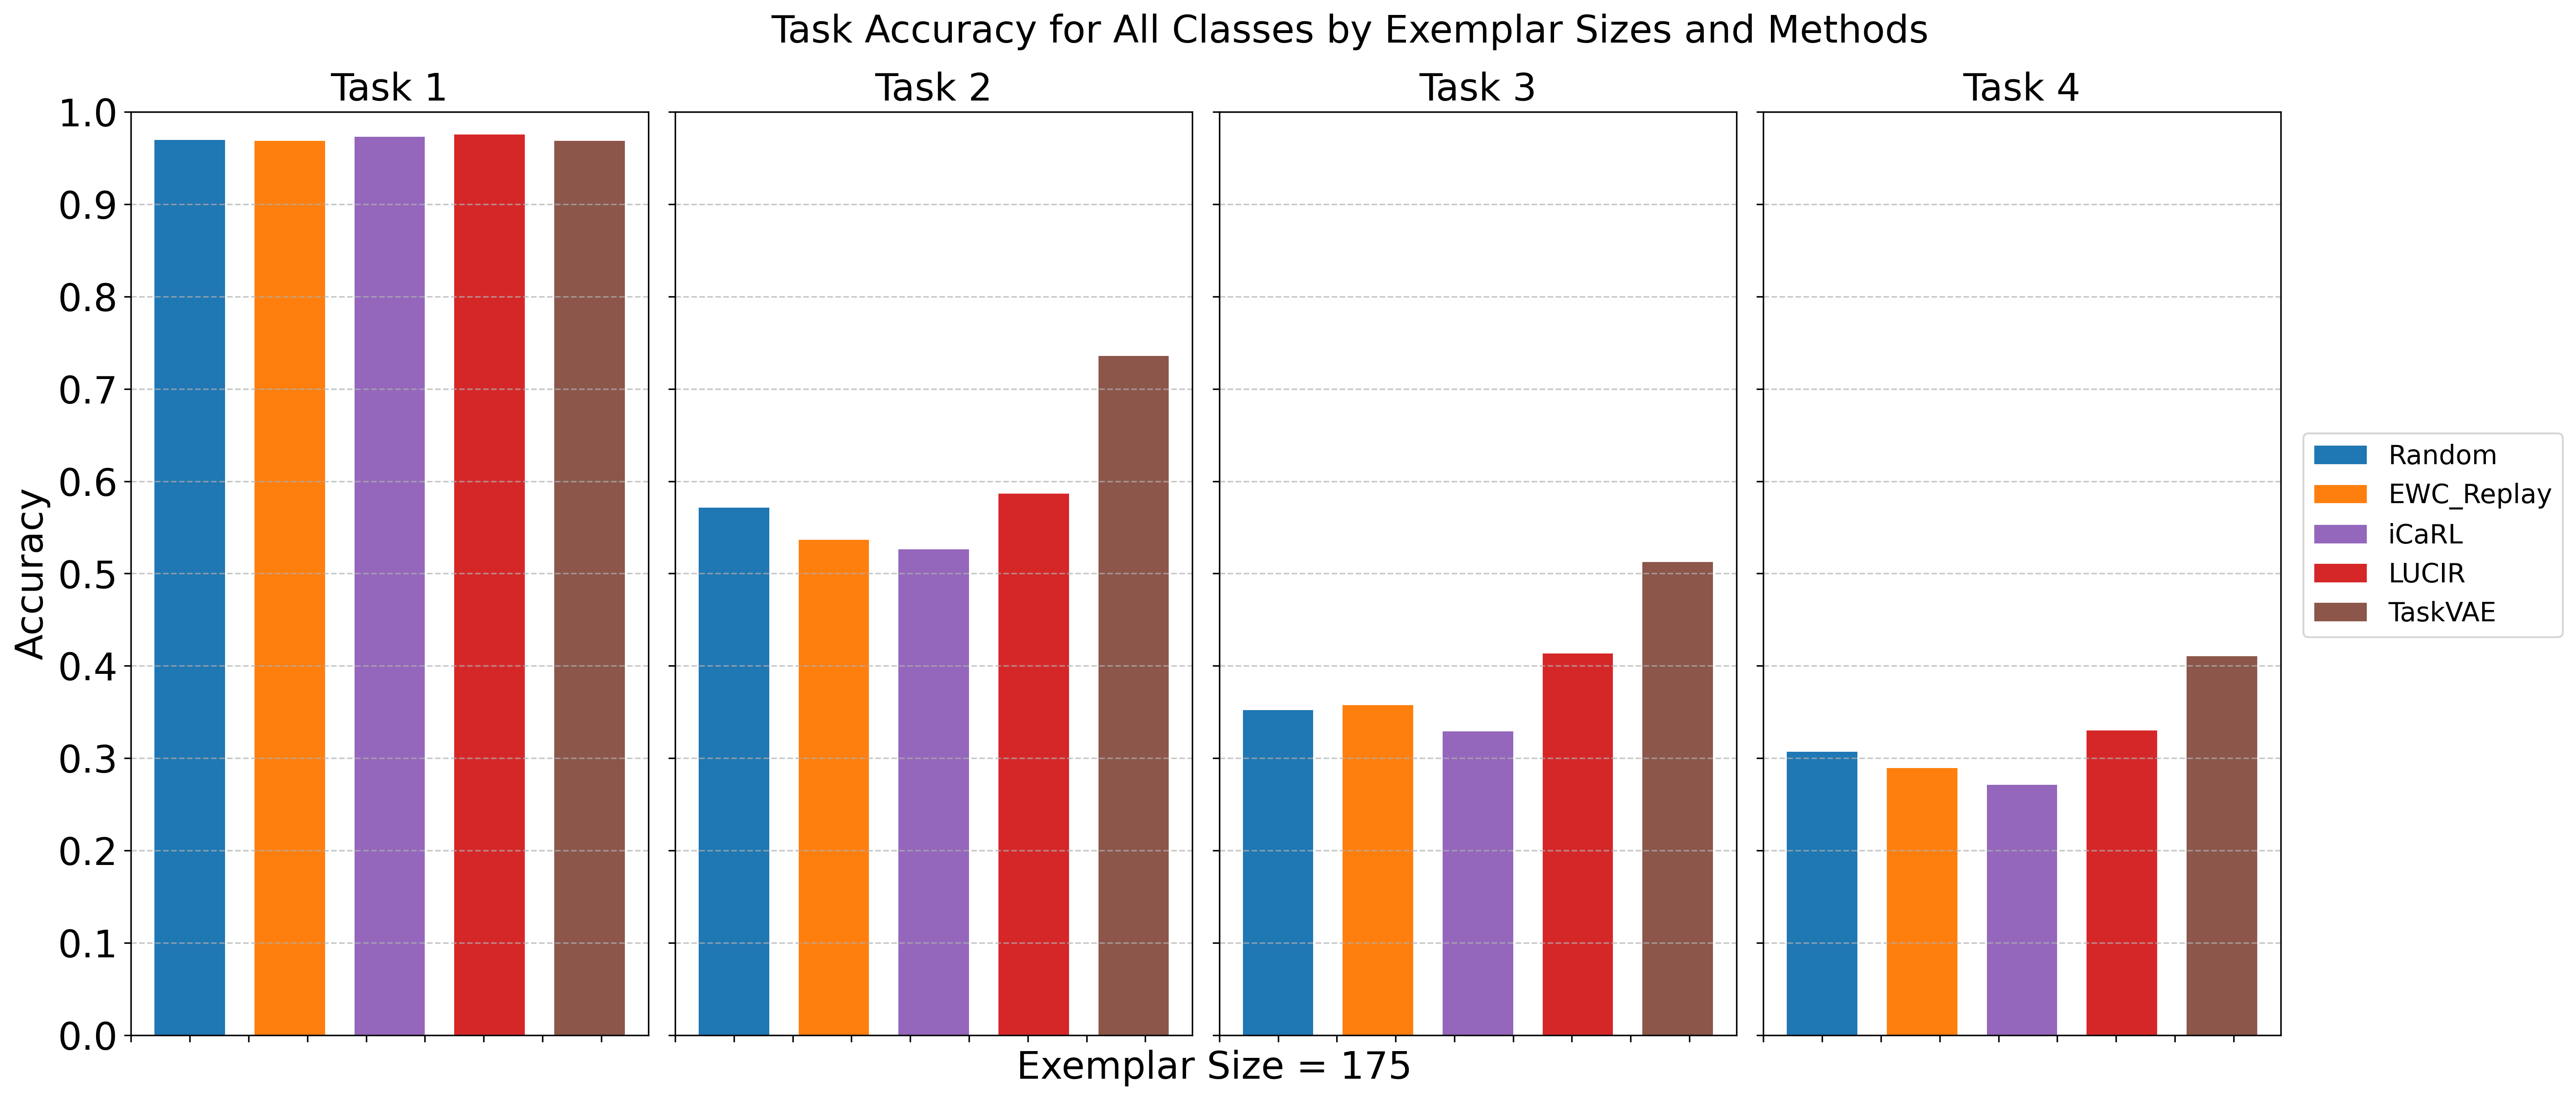 Task Accuracy for All Classes by Exemplar Sizes and Methods
Task 1
Task 2
Task 3
Task 4
Accuracy
1.0
0.9
0.8
0.7
0.6
0.5
0.4
0.3
0.2
0.1
0.0
Exemplar Size = 175
Random
EWC_Replay
iCaRL
LUCIR
TaskVAE